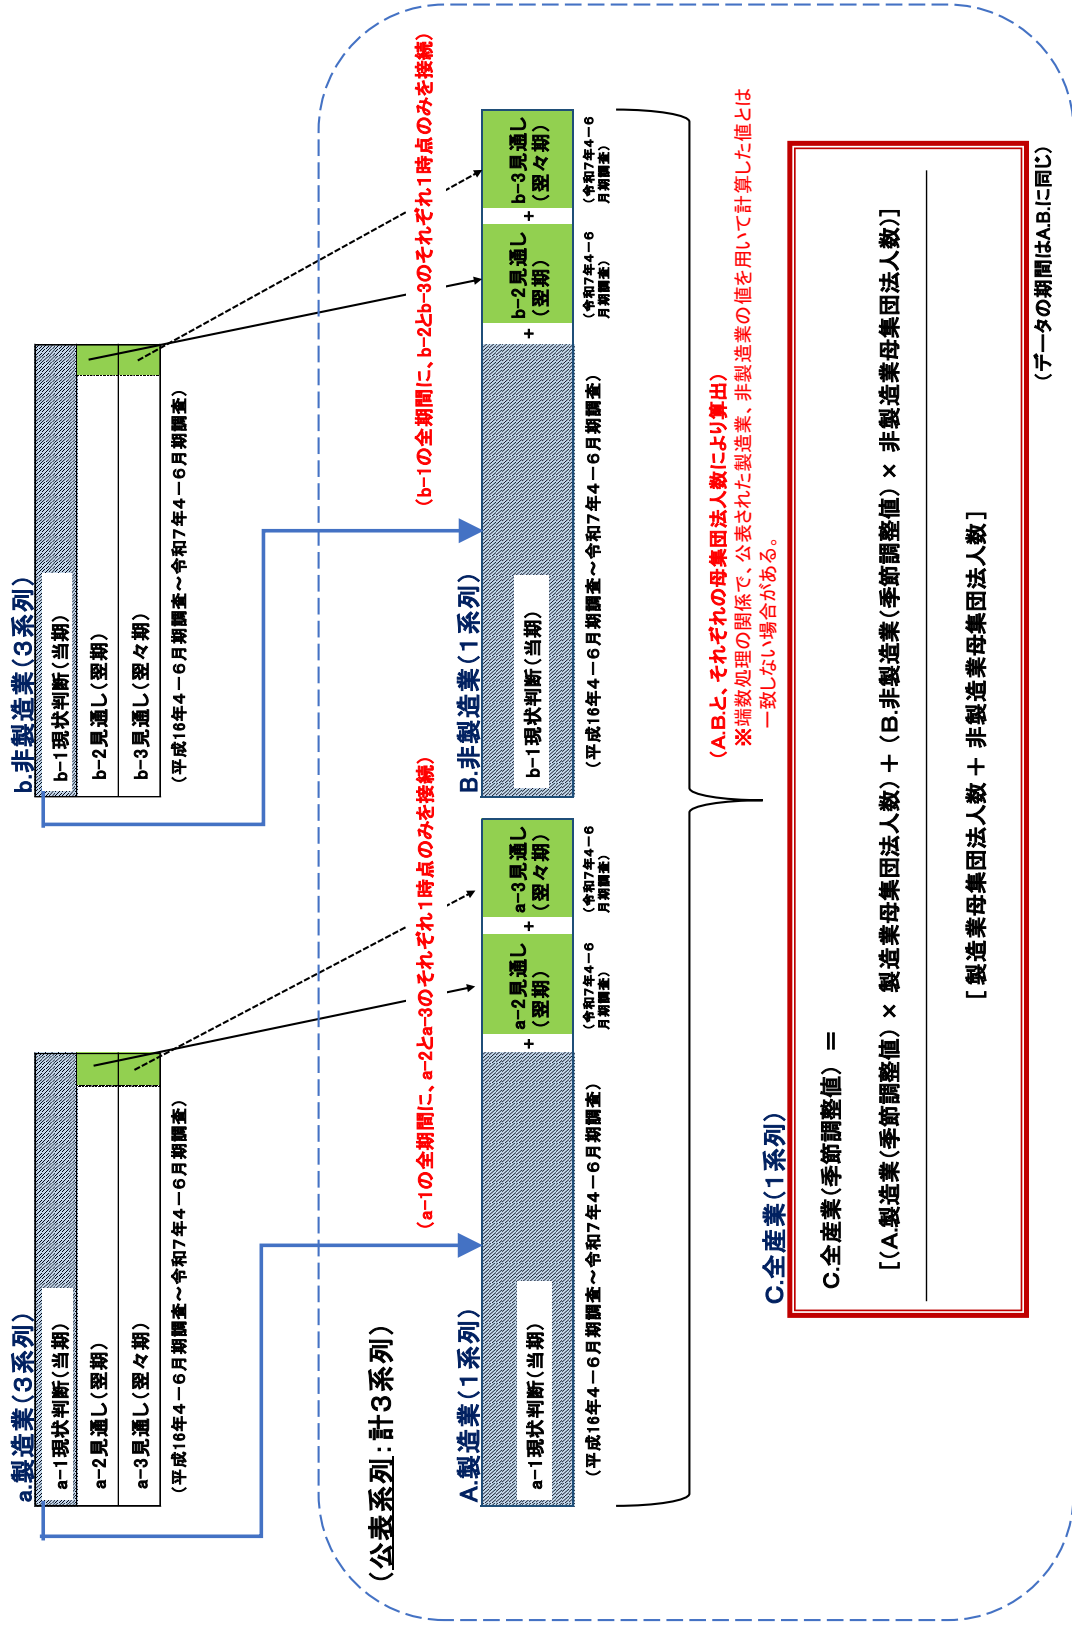 a.製造業(3系列)
a-1現状判断(当期)
a-2見通し(翌期)
a-3見通し(翌々期)
(平成16年4－6月期調査～令和7年4－6月期調査)
b.非製造業(3系列)
b-1現状判断(当期)
b-2見通し(翌期)
b-3見通し(翌々期)
(平成16年4－6月期調査～令和7年4－6月期調査)
(公表系列:計3系列)
(a-1の全期間に、a-2とa-3のそれぞれ1時点のみを接続)
(b-1の全期間に、b-2とb-3のそれぞれ1時点のみを接続)
A.製造業(1系列)
a-1現状判断(当期)
+
a-2見通し
(翌期)
+
a-3見通し
(翌々期)
(平成16年4－6月期調査～令和7年4－6月期調査)
(令和7年4－6
月期調査)
(令和7年4－6
月期調査)
B.非製造業(1系列)
b-1現状判断(当期)
+
b-2見通し
(翌期)
+
b-3見通し
(翌々期)
(平成16年4－6月期調査～令和7年4－6月期調査)
(令和7年4－6
月期調査)
(令和7年4－6
月期調査)
(A.B.と、それぞれの母集団法人数により算出)
※端数処理の関係で、公表された製造業、非製造業の値を用いて計算した値とは
一致しない場合がある。
C.全産業(1系列)
C.全産業(季節調整値) ＝
[(A.製造業(季節調整値) × 製造業母集団法人数) ＋ (B.非製造業(季節調整値) × 非製造業母集団法人数)]
[ 製造業母集団法人数 ＋ 非製造業母集団法人数 ]
(データの期間はA.B.に同じ)